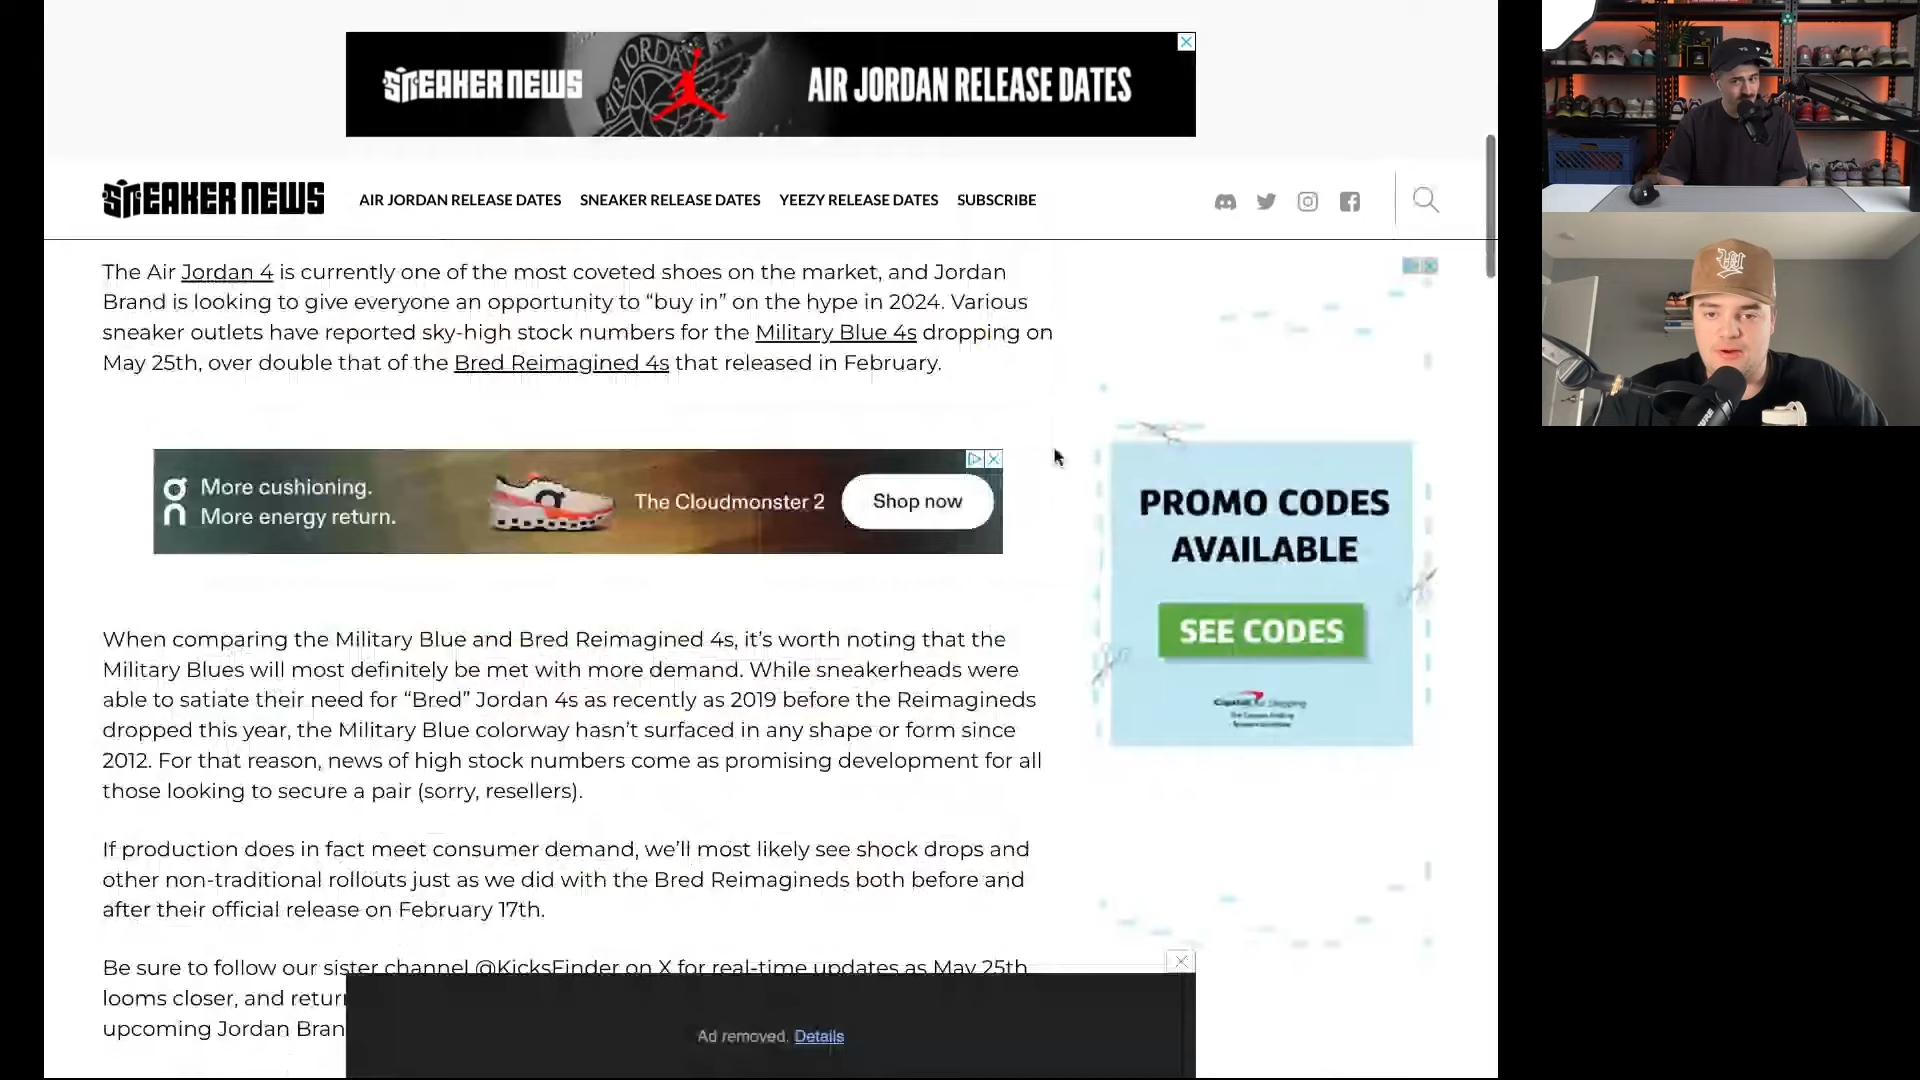 SNEAKER NEWS
AIR JORDAN
AIR JORDAN RELEASE DATES
SNEAKER NEWS
AIR JORDAN RELEASE DATES SNEAKER RELEASE DATES YEEZY RELEASE DATES SUBSCRIBE
The Air Jordan 4 is currently one of the most coveted shoes on the market, and Jordan
Brand is looking to give everyone an opportunity to “buy in” on the hype in 2024. Various
sneaker outlets have reported sky-high stock numbers for the Military Blue 4s dropping on
May 25th, over double that of the Bred Reimagined 4s that released in February.
More cushioning.
More energy return.
The Cloudmonster 2
Shop now
PROMO CODES
AVAILABLE
SEE CODES
When comparing the Military Blue and Bred Reimagined 4s, it’s worth noting that the
Military Blues will most definitely be met with more demand. While sneakerheads were
able to satiate their need for “Bred” Jordan 4s as recently as 2019 before the Reimagineds
dropped this year, the Military Blue colorway hasn’t surfaced in any shape or form since
2012. For that reason, news of high stock numbers come as promising development for all
those looking to secure a pair (sorry, resellers).
If production does in fact meet consumer demand, we’ll most likely see shock drops and
other non-traditional rollouts just as we did with the Bred Reimagineds both before and
after their official release on February 17th.
Be sure to follow our sister channel @KicksFinder on X for real-time updates as May 25th
looms closer, and return
upcoming Jordan Bran
Ad removed. Details